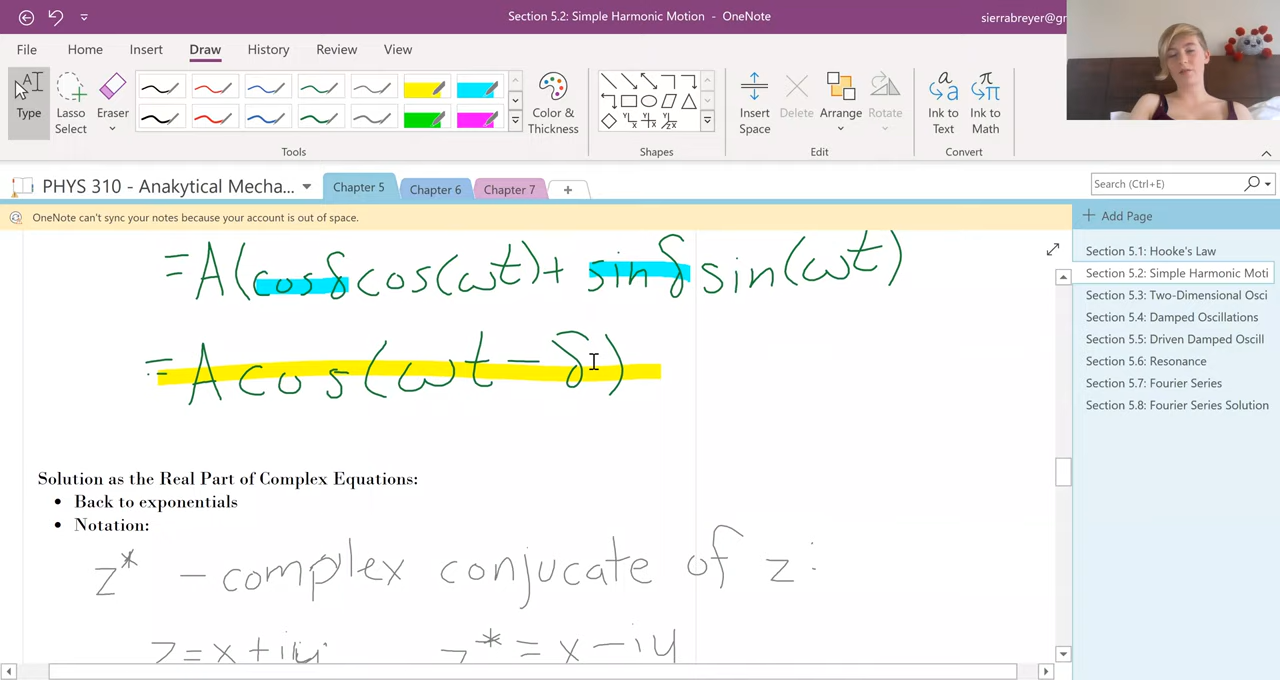 Section 5.2: Simple Harmonic Motion - OneNote
sierrabreyer@gr
File Home Insert Draw History Review View
Type
Lasso Select
Eraser
Color & Thickness
Insert Space
Delete
Arrange
Rotate
Ink to Text
Ink to Math
Tools
Shapes
Edit
Convert
PHYS 310 - Anakytical Mecha...
Chapter 5
Chapter 6
Chapter 7
Search (Ctrl+E)
OneNote can't sync your notes because your account is out of space.
Add Page
Section 5.1: Hooke's Law
Section 5.2: Simple Harmonic Moti
Section 5.3: Two-Dimensional Osci
Section 5.4: Damped Oscillations
Section 5.5: Driven Damped Oscill
Section 5.6: Resonance
Section 5.7: Fourier Series
Section 5.8: Fourier Series Solution
=A(cosδcos(ωt)+ sinδsin(ωt)
=Acos(ωt-δ)
Solution as the Real Part of Complex Equations:
• Back to exponentials
• Notation:
z* - complex conjucate of z:
z=x+iy z*=x-iy